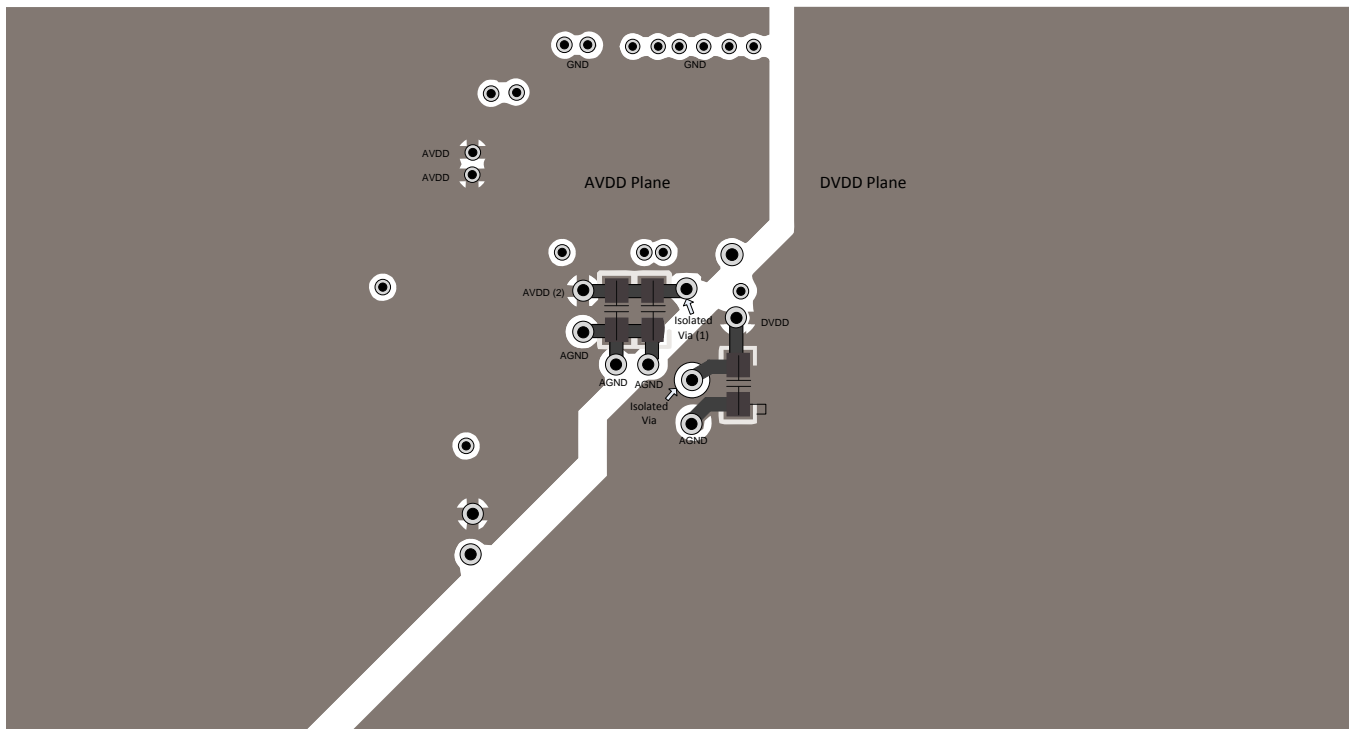 GND
GND
AVDD
AVDD
AVDD Plane
DVDD Plane
AVDD (2)
Isolated
Via (1)
DVDD
AGND
AGND
AGND
Isolated
Via
AGND